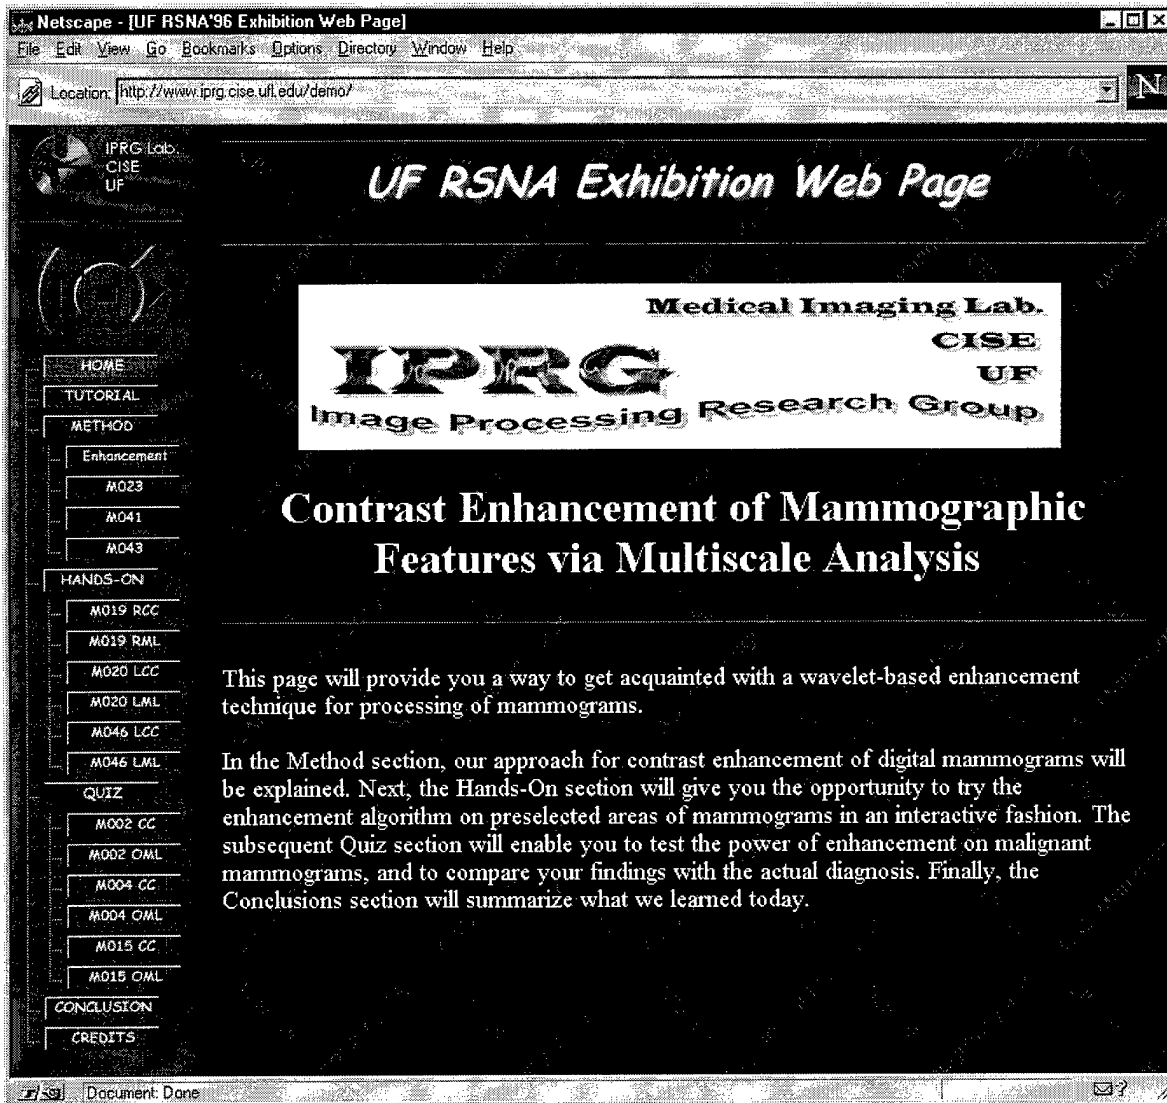 Netscape - [UF RSNA'96 Exhibition Web Page]
File Edit View Go Bookmarks Options Directory Window Help
Location: http://www.iprg.cise.ufl.edu/demo/
N
IPRG Lab.
CISE
UF
UF RSNA Exhibition Web Page
Medical Imaging Lab.
CISE
UF
IPRG
Image Processing Research Group
HOME
TUTORIAL
METHOD
Enhancement
M023
M041
M043
HANDS-ON
M019 RCC
M019 RML
M020 LCC
M020 LML
M046 LCC
M046 LML
QUIZ
M002 CC
M002 OML
M004 CC
M004 OML
M015 CC
M015 OML
CONCLUSION
CREDITS
Contrast Enhancement of Mammographic
Features via Multiscale Analysis
This page will provide you a way to get acquainted with a wavelet-based enhancement
technique for processing of mammograms.
In the Method section, our approach for contrast enhancement of digital mammograms will
be explained. Next, the Hands-On section will give you the opportunity to try the
enhancement algorithm on preselected areas of mammograms in an interactive fashion. The
subsequent Quiz section will enable you to test the power of enhancement on malignant
mammograms, and to compare your findings with the actual diagnosis. Finally, the
Conclusions section will summarize what we learned today.
Document: Done
?